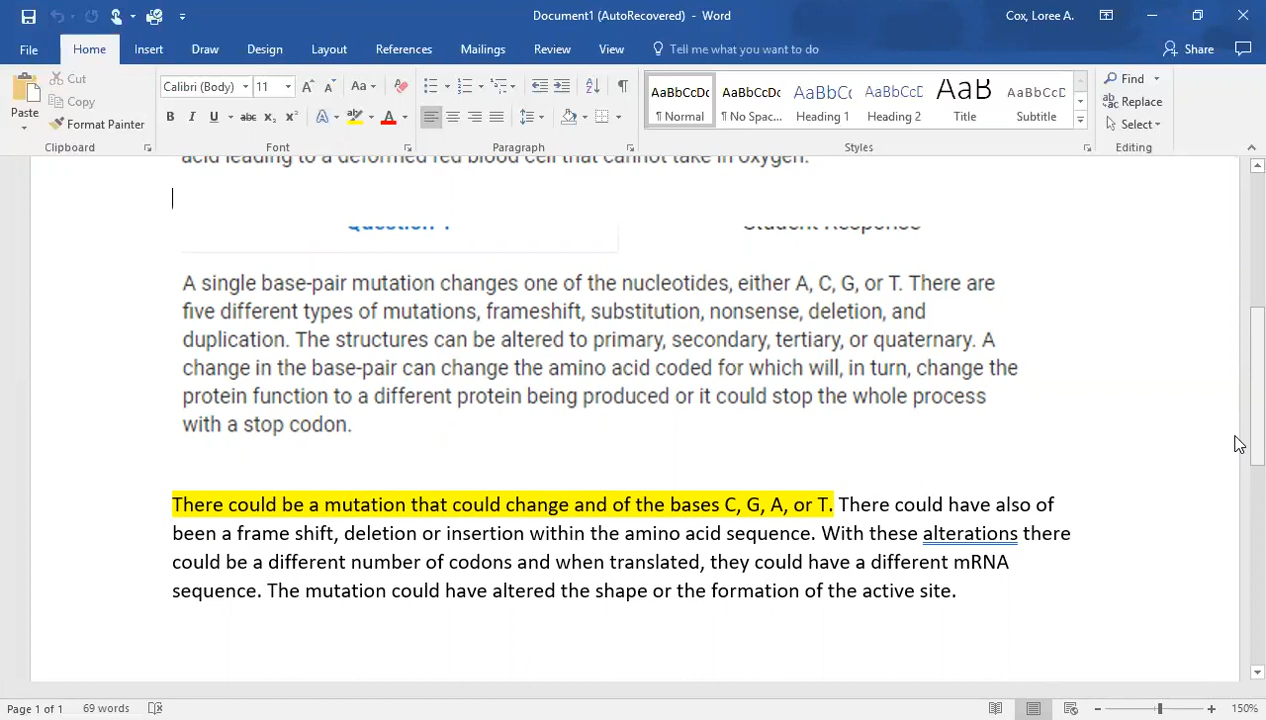 Document1 (AutoRecovered) - Word
Cox, Loree A.
File Home Insert Draw Design Layout References Mailings Review View Tell me what you want to do Share
Paste
Cut
Copy
Format Painter
Calibri (Body) 11
AaBbCcDc AaBbCcDc AaBbCc AaBbCcD AaB AaBbCcD
¶ Normal ¶ No Spac... Heading 1 Heading 2 Title Subtitle
Find
Replace
Select
Clipboard Font Paragraph Styles Editing
acid leading to a deformed red blood cell that cannot take in oxygen.
Question Student Response
A single base-pair mutation changes one of the nucleotides, either A, C, G, or T. There are
five different types of mutations, frameshift, substitution, nonsense, deletion, and
duplication. The structures can be altered to primary, secondary, tertiary, or quaternary. A
change in the base-pair can change the amino acid coded for which will, in turn, change the
protein function to a different protein being produced or it could stop the whole process
with a stop codon.
There could be a mutation that could change and of the bases C, G, A, or T. There could have also of
been a frame shift, deletion or insertion within the amino acid sequence. With these alterations there
could be a different number of codons and when translated, they could have a different mRNA
sequence. The mutation could have altered the shape or the formation of the active site.
Page 1 of 1 69 words 150%